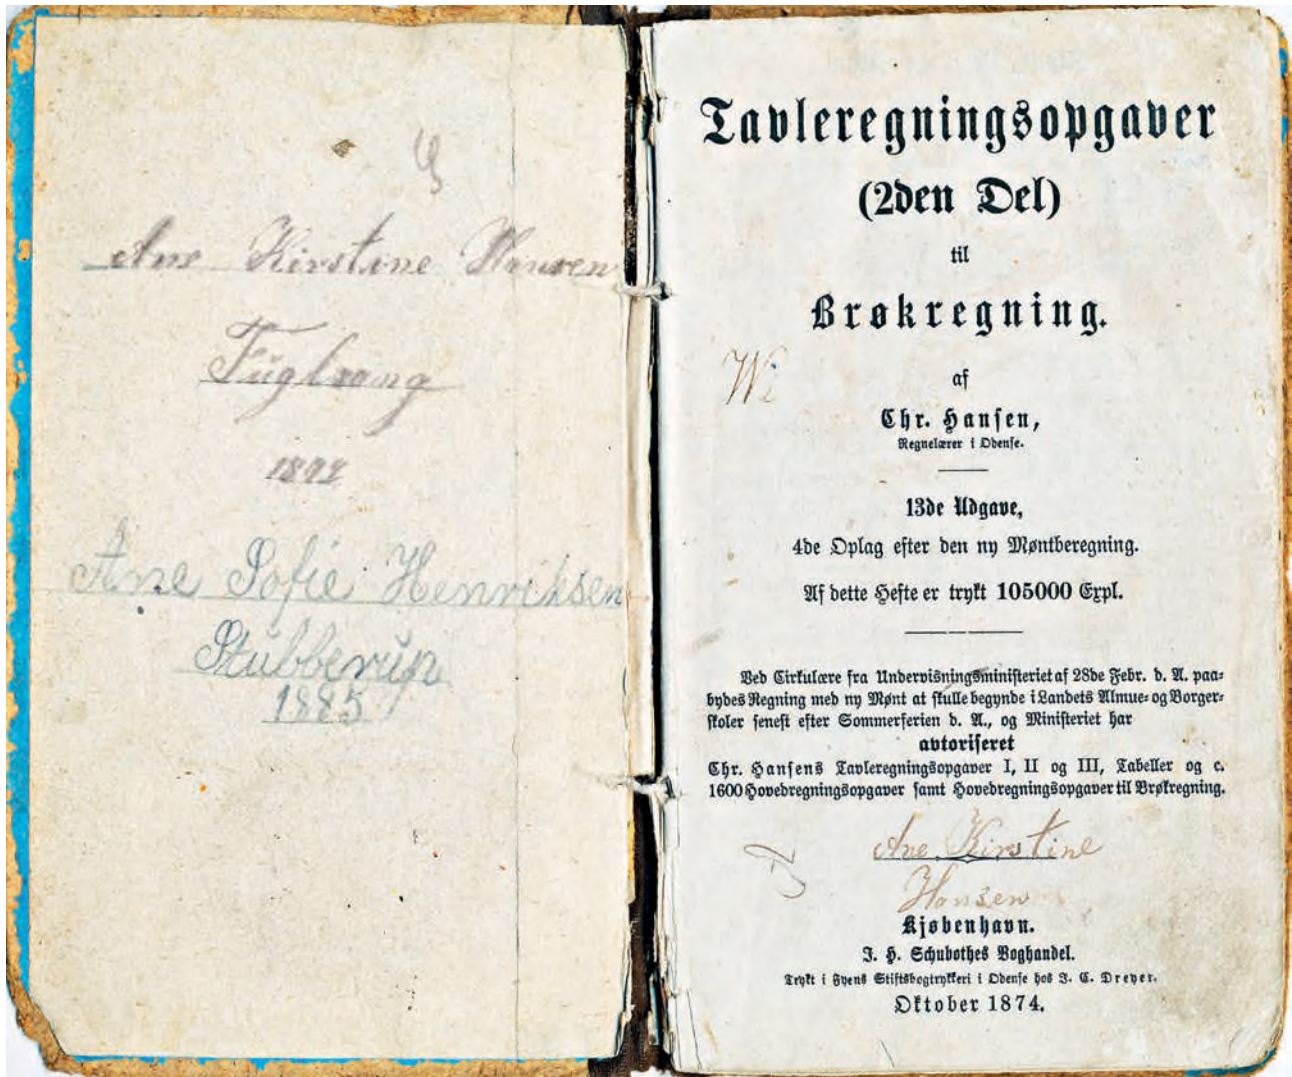 Ane Kirstine Hansen
Fuglvang
Ane Sofie Henriksen
Stubberup
1885
Tavleregningsopgaver
(2den Del)
til
Brøkregning.
Wi
af
Chr. Hansen,
Regnelærer i Odense.
13de Udgave,
4de Oplag efter den ny Møntberegning.
Af dette Hefte er trykt 105000 Expl.
Ved Cirkulære fra Undervisningsministeriet af 28de Febr. d. A. paa-
bydes Regning med ny Mønt at skulle begynde i Landets Almue- og Borger-
skoler senest efter Sommerferien d. A., og Ministeriet har
avtoriseret
Chr. Hansens Tavleregningsopgaver I, II og III, Tabeller og c.
1600 Hovedregningsopgaver samt Hovedregningsopgaver til Brøkregning.
Ane Kirstine
Hansen
Kjøbenhavn.
J. H. Schubothes Boghandel.
Trykt i Fyens Stiftsbogtrykkeri i Odense hos J. C. Dreyer.
Oktober 1874.